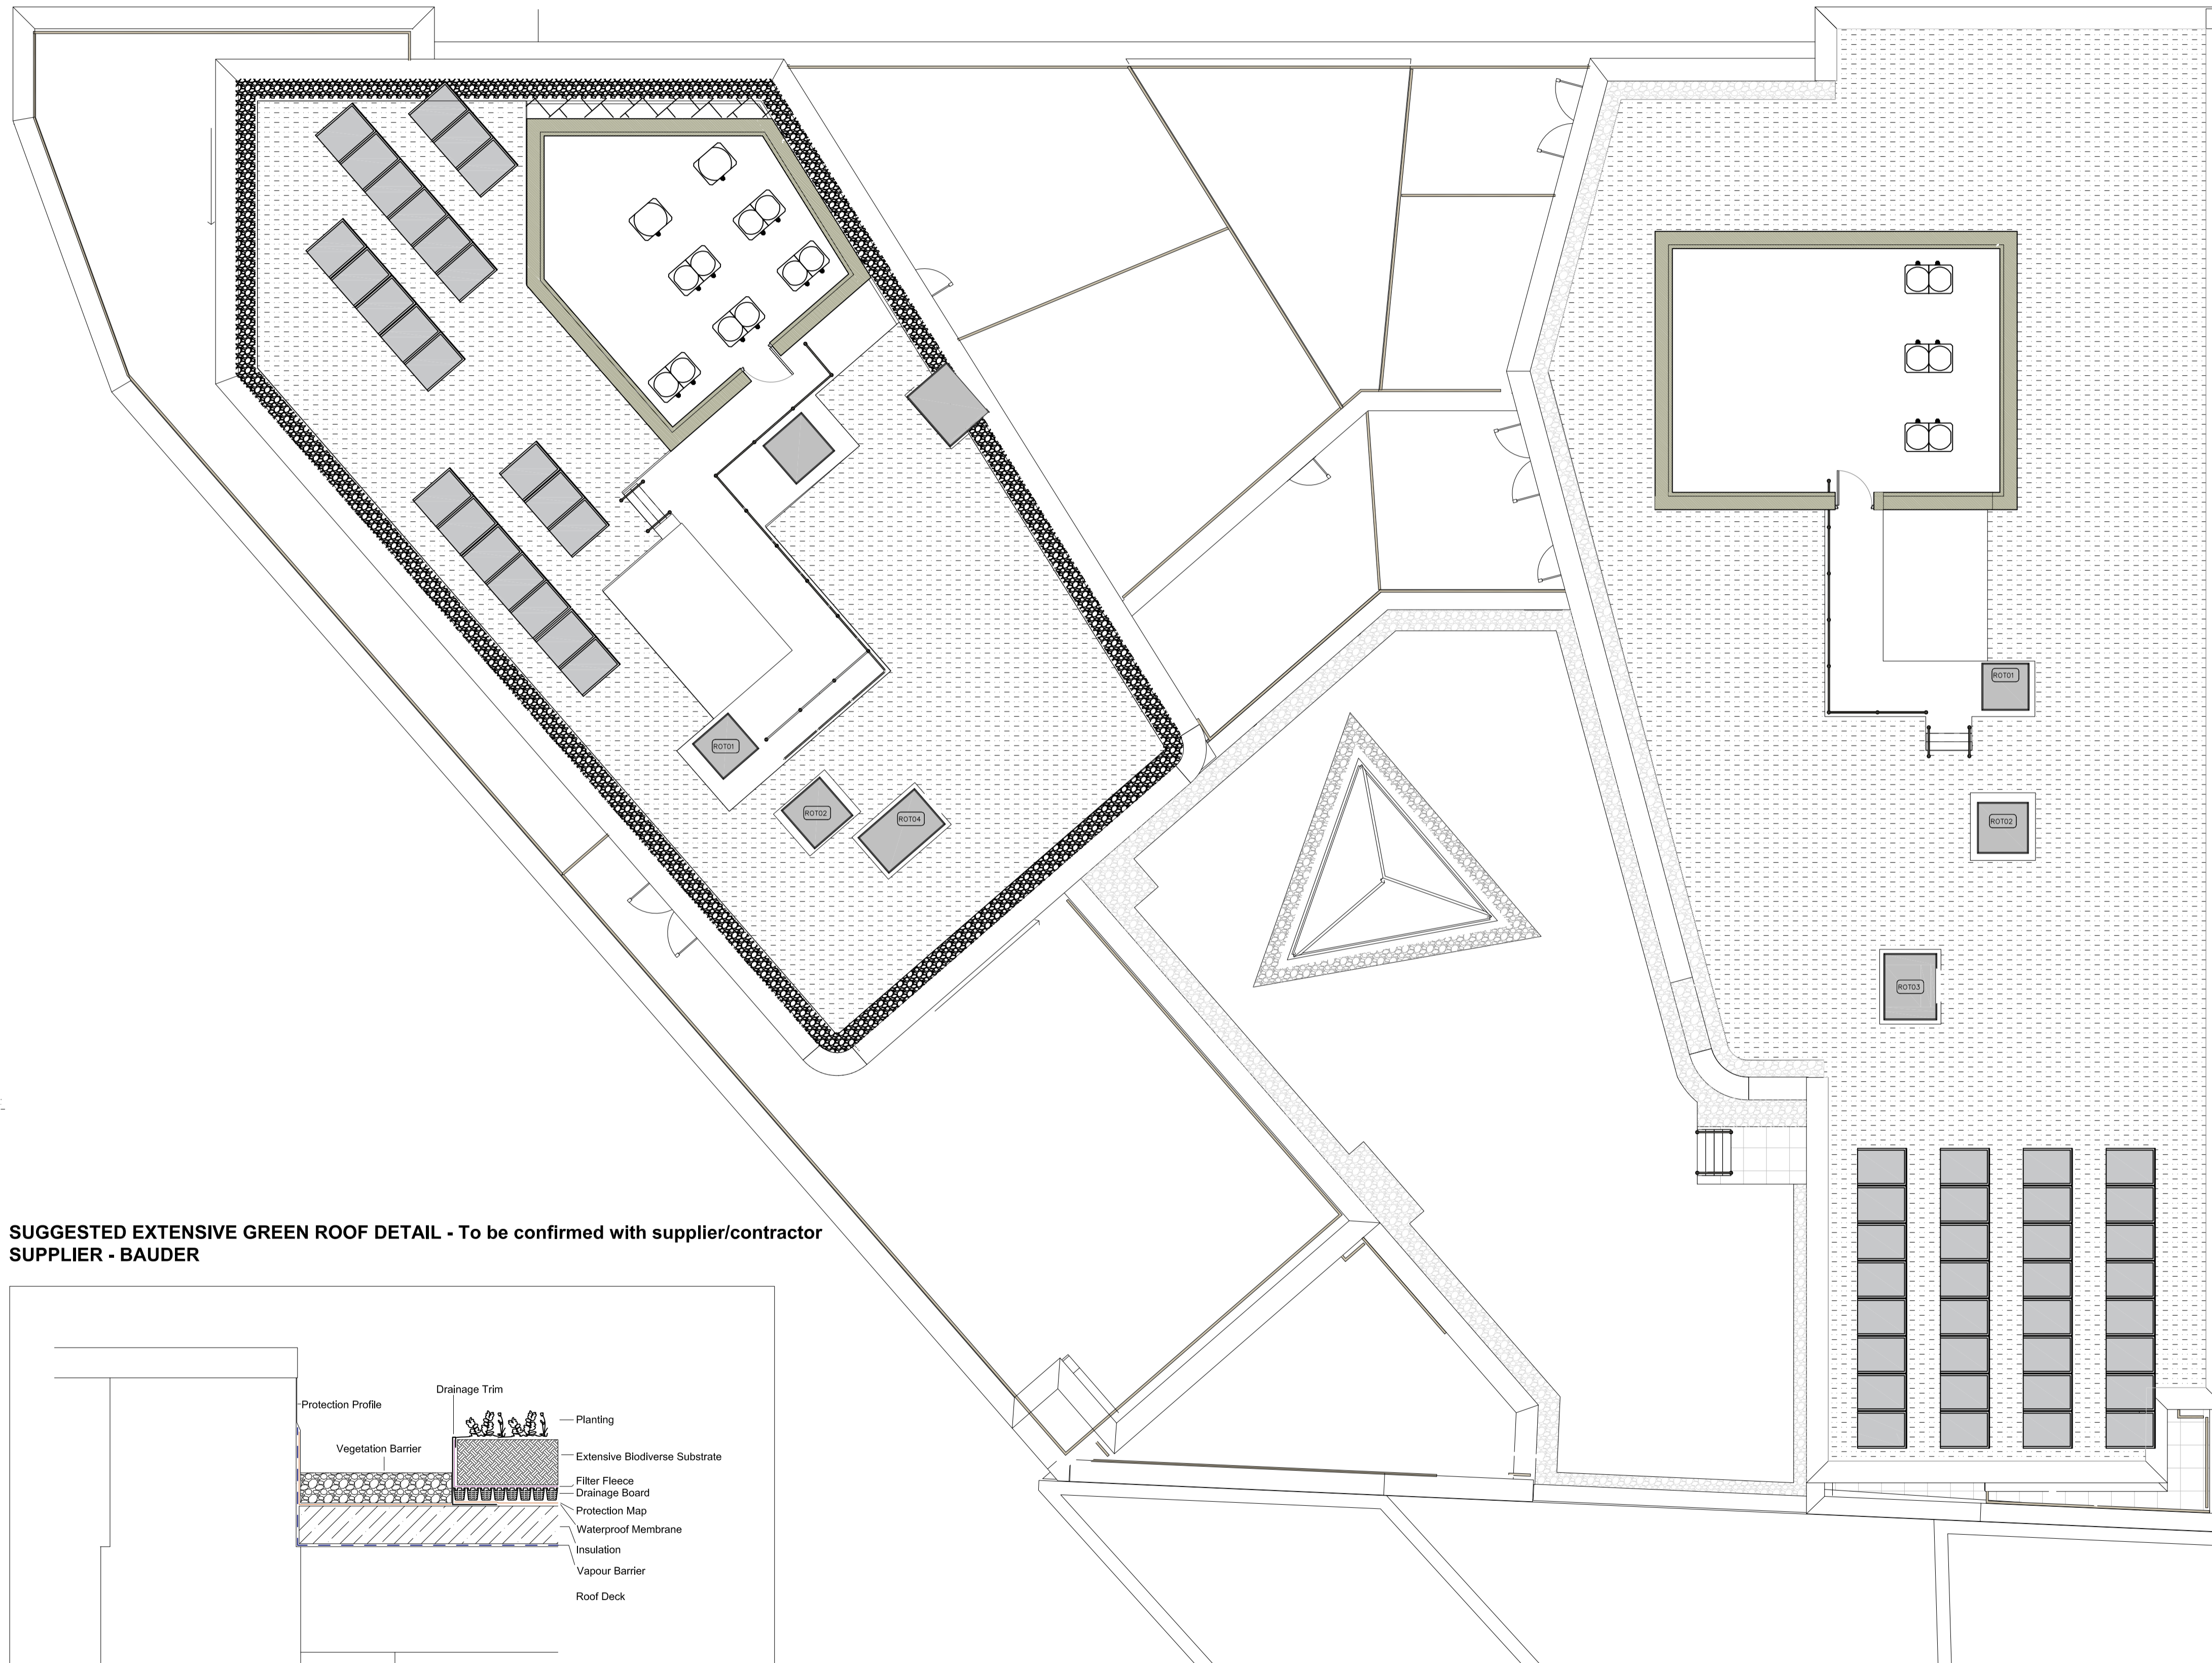 ROT01
ROT01
ROT02
ROT04
ROT02
ROT03
SUGGESTED EXTENSIVE GREEN ROOF DETAIL - To be confirmed with supplier/contractor
SUPPLIER - BAUDER
Drainage Trim
Protection Profile
Planting
Vegetation Barrier
Extensive Biodiverse Substrate
Filter Fleece
Drainage Board
Protection Map
Waterproof Membrane
Insulation
Vapour Barrier
Roof Deck